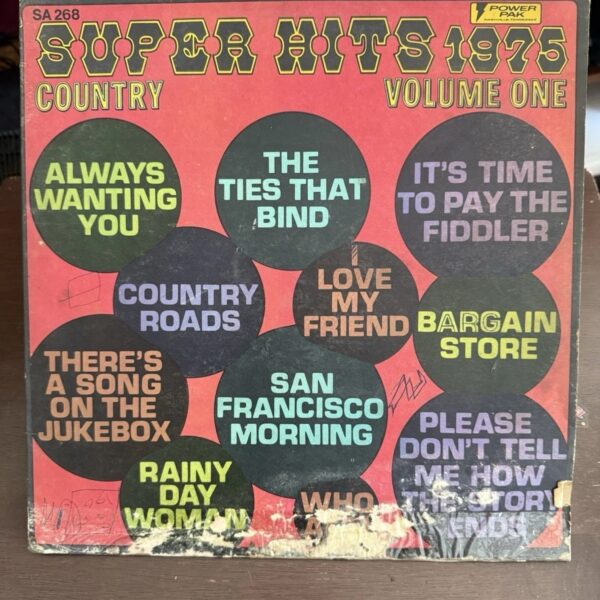 SA 268
POWER
PAK
NASHVILLE, TENNESSEE
SUPER HITS 1975
COUNTRY
VOLUME ONE
ALWAYS
WANTING
YOU
THE
TIES THAT
BIND
IT'S TIME
TO PAY THE
FIDDLER
COUNTRY
ROADS
I
LOVE
MY
FRIEND
BARGAIN
STORE
THERE'S
A SONG
ON THE
JUKEBOX
SAN
FRANCISCO
MORNING
PLEASE
DON'T TELL
ME HOW
THE STORY
ENDS
RAINY
DAY
WOMAN
WHO